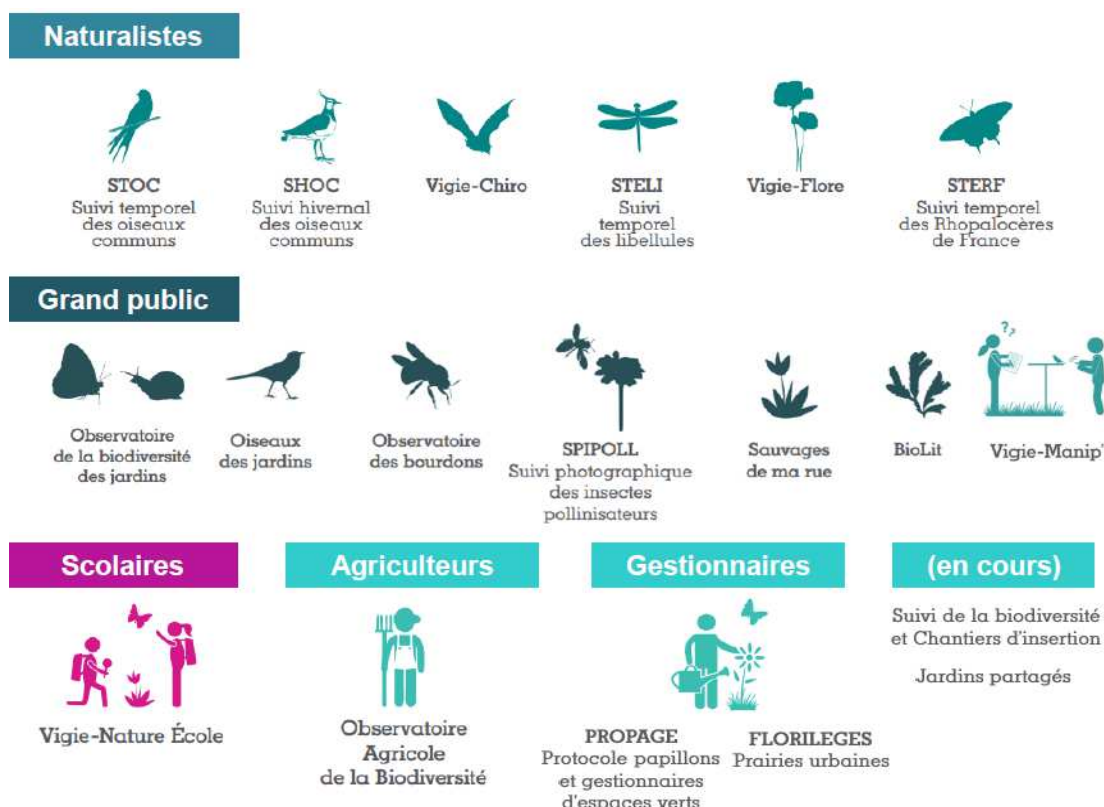 Naturalistes
STOC
Suivi temporel
des oiseaux
communs
SHOC
Suivi hivernal
des oiseaux
communs
Vigie-Chiro
STELI
Suivi
temporel
des libellules
Vigie-Flore
STERF
Suivi temporel
des Rhopalocères
de France
Grand public
Observatoire
de la biodiversité
des jardins
Oiseaux
des jardins
Observatoire
des bourdons
SPIPOLL
Suivi photographique
des insectes
pollinisateurs
Sauvages
de ma rue
BioLit
??
Vigie-Manip'
Scolaires
Vigie-Nature École
Agriculteurs
Observatoire
Agricole
de la Biodiversité
Gestionnaires
PROPAGE
Protocole papillons
et gestionnaires
d'espaces verts
FLORILEGES
Prairies urbaines
(en cours)
Suivi de la biodiversité
et Chantiers d'insertion
Jardins partagés